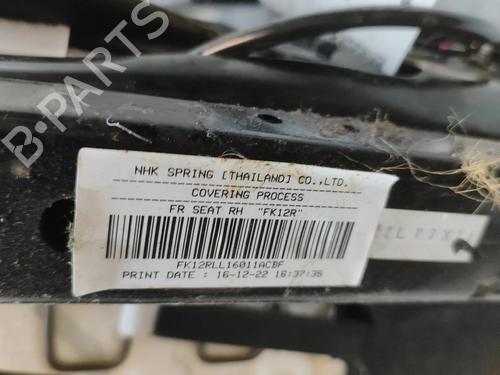 B-PARTS
NHK SPRING [THAILAND] CO.,LTD.
COVERING PROCESS
FR SEAT RH "FK12R"
FK12RLL16011ACBF
PRINT DATE : 16-12-22 16:37:35